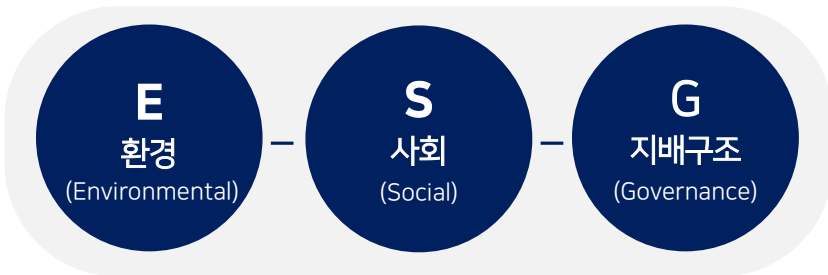 E
환경
(Environmental)
S
사회
(Social)
G
지배구조
(Governance)